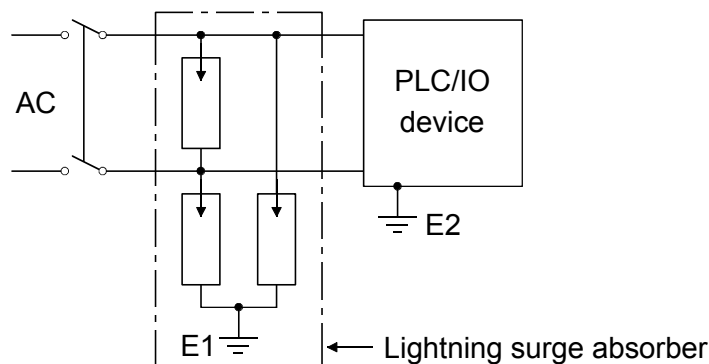 AC
PLC/IO
device
E2
E1
Lightning surge absorber